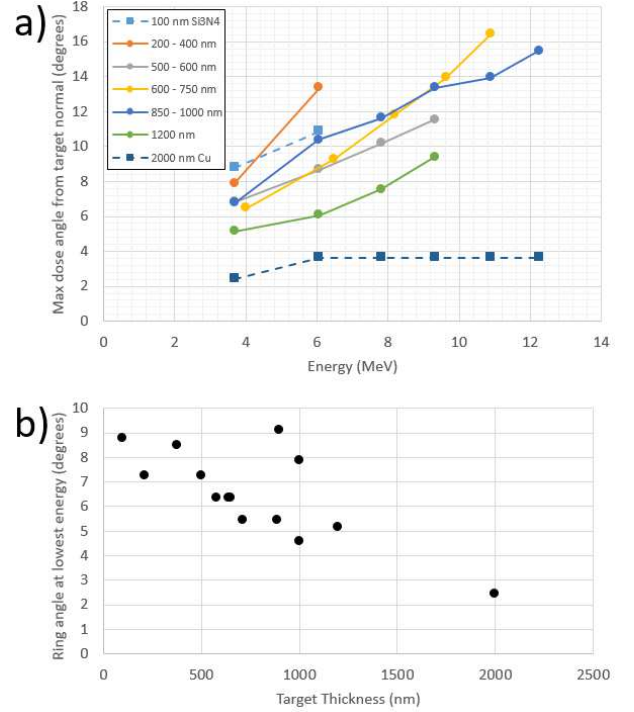 a)
Max dose angle from target normal (degrees)
18
16
14
12
10
8
6
4
2
0
100 nm Si3N4
200 - 400 nm
500 - 600 nm
600 - 750 nm
850 - 1000 nm
1200 nm
2000 nm Cu
0 2 4 6 8 10 12 14
Energy (MeV)
b)
Ring angle at lowest energy (degrees)
10
9
8
7
6
5
4
3
2
1
0
0 500 1000 1500 2000 2500
Target Thickness (nm)